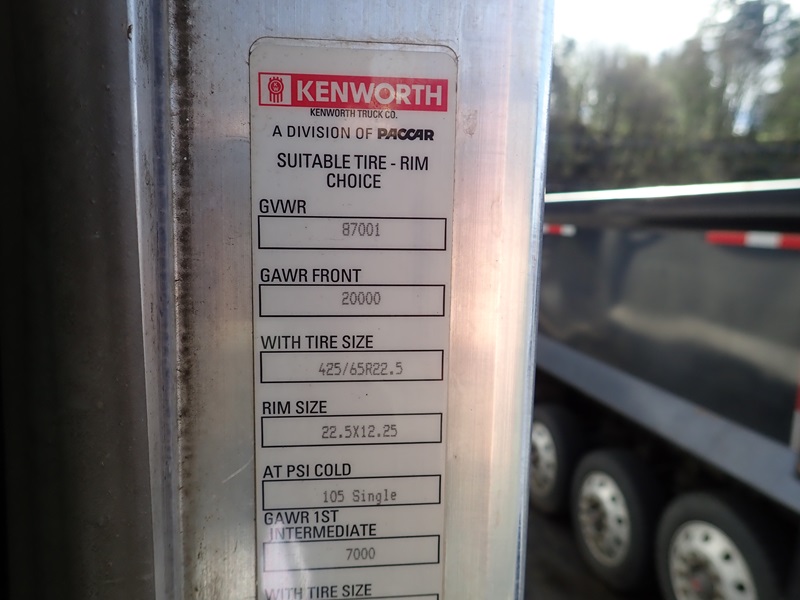 KENWORTH
KENWORTH TRUCK CO.
A DIVISION OF PACCAR
SUITABLE TIRE - RIM
CHOICE
GVWR
87001
GAWR FRONT
20000
WITH TIRE SIZE
425/65R22.5
RIM SIZE
22.5X12.25
AT PSI COLD
105 Single
GAWR 1ST
INTERMEDIATE
7000
WITH TIRE SIZE